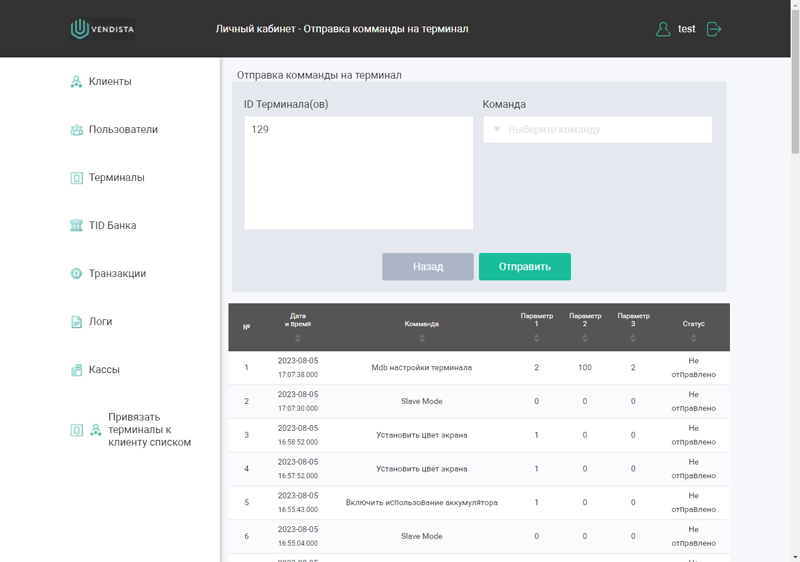 VENDISTA
Личный кабинет - Отправка комманды на терминал
test
Клиенты
Пользователи
Терминалы
TID Банка
Транзакции
Логи
Кассы
Привязать
терминалы к
клиенту списком
Отправка комманды на терминал
ID Терминала(ов)
Команда
129
Выберите команду
Назад
Отправить
№
Дата
и время
Комманда
Параметр
1
Параметр
2
Параметр
3
Статус
1
2023-08-05
17:07:38.000
Mdb настройки терминала
2
100
2
Не
отправлено
2
2023-08-05
17:07:30.000
Slave Mode
0
0
0
Не
отправлено
3
2023-08-05
16:58:52.000
Установить цвет экрана
1
0
0
Не
отправлено
4
2023-08-05
16:57:52.000
Установить цвет экрана
1
0
0
Не
отправлено
5
2023-08-05
16:55:43.000
Включить использование аккумулятора
1
0
0
Не
отправлено
6
2023-08-05
16:55:04.000
Slave Mode
0
0
0
Не
отправлено